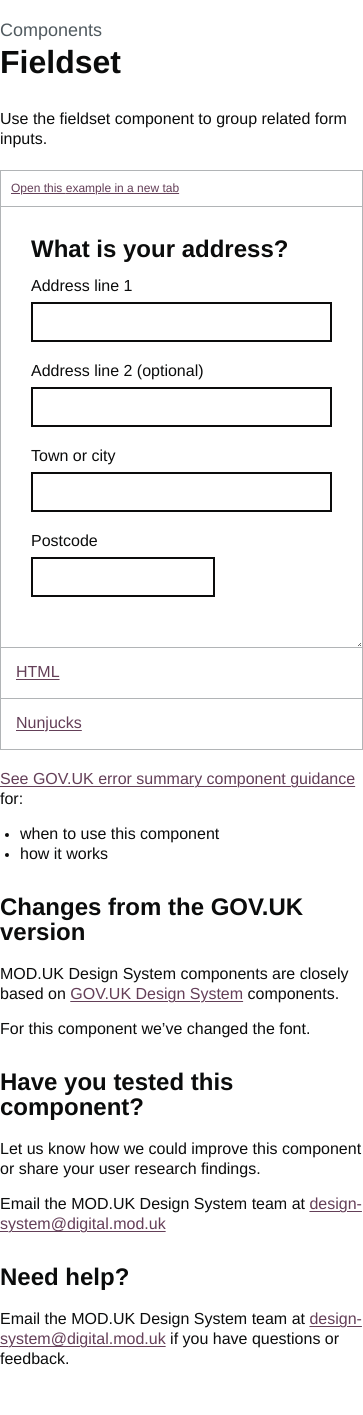 Components
Fieldset
Use the fieldset component to group related form
inputs.
Open this example in a new tab
What is your address?
Address line 1
Address line 2 (optional)
Town or city
Postcode
HTML
Nunjucks
See GOV.UK error summary component guidance
for:
• when to use this component
• how it works
Changes from the GOV.UK
version
MOD.UK Design System components are closely
based on GOV.UK Design System components.
For this component we’ve changed the font.
Have you tested this
component?
Let us know how we could improve this component
or share your user research findings.
Email the MOD.UK Design System team at design-
system@digital.mod.uk
Need help?
Email the MOD.UK Design System team at design-
system@digital.mod.uk if you have questions or
feedback.